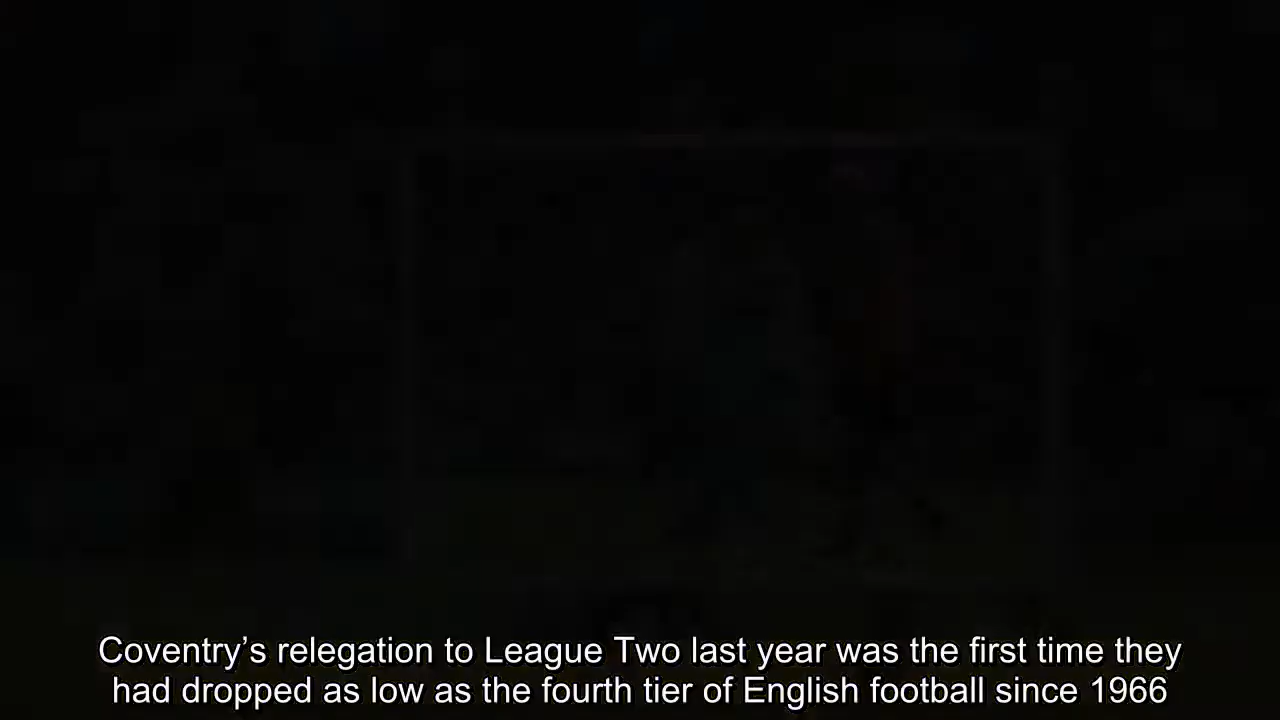 Coventry’s relegation to League Two last year was the first time they
had dropped as low as the fourth tier of English football since 1966